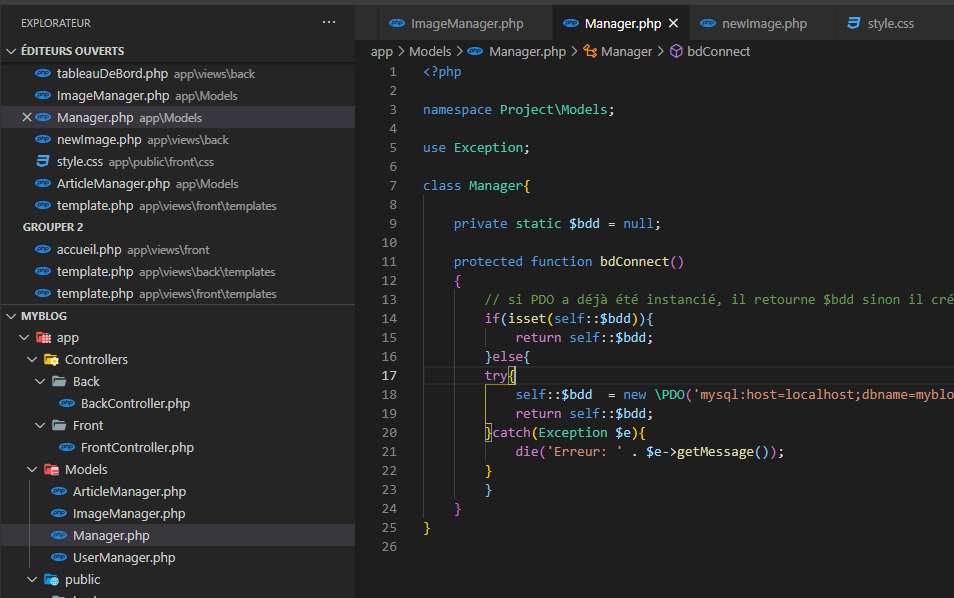 EXPLORATEUR ···
ÉDITEURS OUVERTS
tableauDeBord.php app\views\back
ImageManager.php app\Models
Manager.php app\Models
newImage.php app\views\back
style.css app\public\front\css
ArticleManager.php app\Models
template.php app\views\front\templates
GROUPER 2
accueil.php app\views\front
template.php app\views\back\templates
template.php app\views\front\templates
MYBLOG
app
Controllers
Back
BackController.php
Front
FrontController.php
Models
ArticleManager.php
ImageManager.php
Manager.php
UserManager.php
public
ImageManager.php Manager.php newImage.php style.css
app > Models > Manager.php > Manager > bdConnect
1 <?php
2
3 namespace Project\Models;
4
5 use Exception;
6
7 class Manager{
8
9 private static $bdd = null;
10
11 protected function bdConnect()
12 {
13 // si PDO a déjà été instancié, il retourne $bdd sinon il cré
14 if(isset(self::$bdd)){
15 return self::$bdd;
16 }else{
17 try{
18 self::$bdd = new \PDO('mysql:host=localhost;dbname=myblo
19 return self::$bdd;
20 }catch(Exception $e){
21 die('Erreur: ' . $e->getMessage());
22 }
23 }
24 }
25 }
26